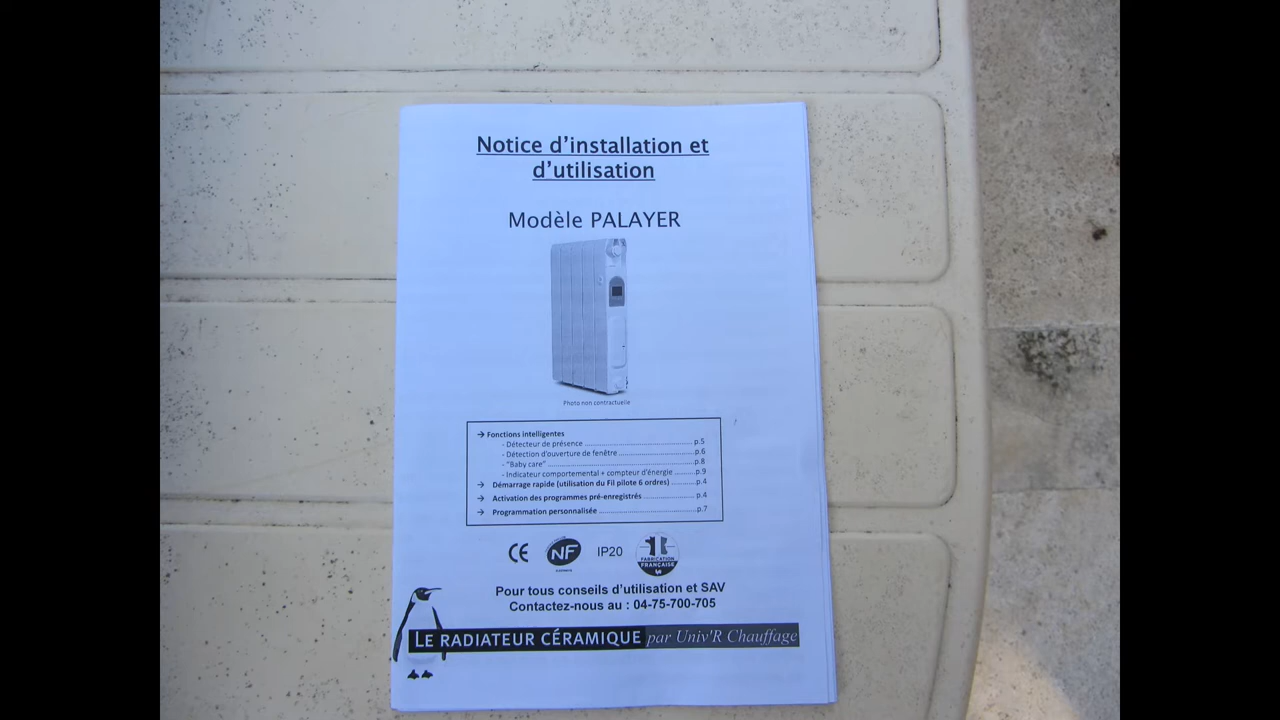 Notice d’installation et
d’utilisation
Modèle PALAYER
Photo non contractuelle
→ Fonctions intelligentes
- Détecteur de présence ........................................ p.5
- Détection d’ouverture de fenêtre ........................... p.6
- “Baby care” .................................................. p.8
- Indicateur comportemental + compteur d’énergie .......... p.9
→ Démarrage rapide (utilisation du Fil pilote 6 ordres) .......... p.4
→ Activation des programmes pré-enregistrés ................ p.4
→ Programmation personnalisée ................................ p.7
CE NF IP20 FABRICATION
FRANÇAISE
Pour tous conseils d’utilisation et SAV
Contactez-nous au : 04-75-700-705
LE RADIATEUR CÉRAMIQUE par Univ'R Chauffage